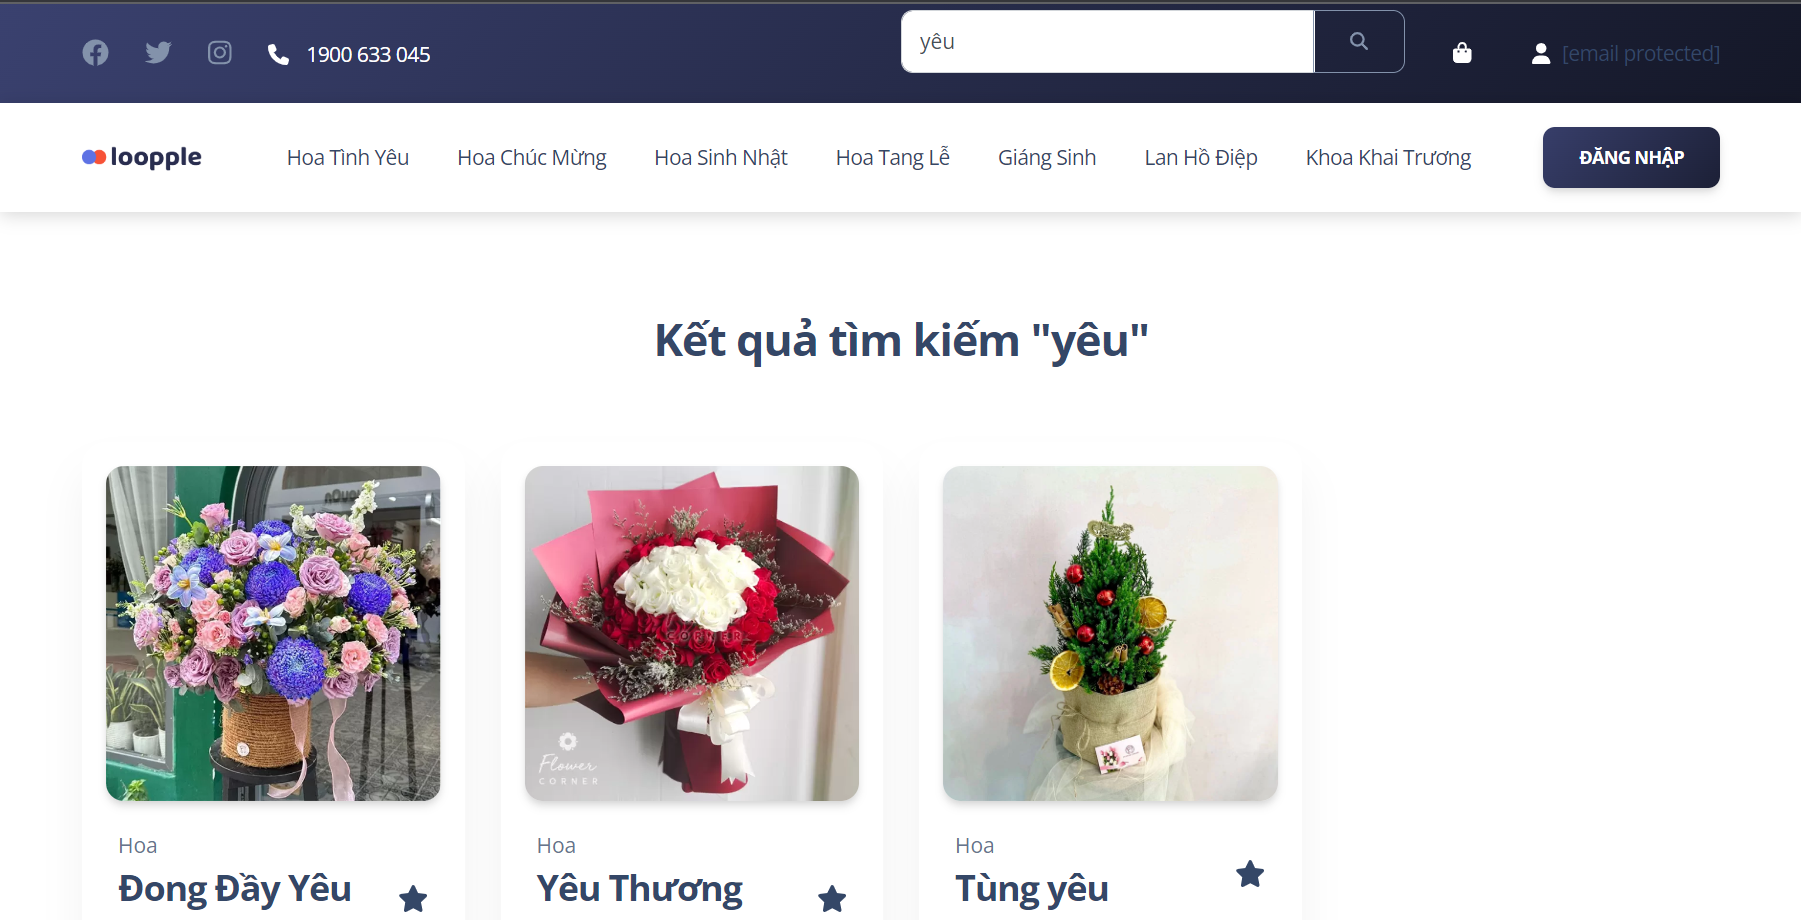 1900 633 045
yêu
[email protected]
loopple
Hoa Tình Yêu
Hoa Chúc Mừng
Hoa Sinh Nhật
Hoa Tang Lễ
Giáng Sinh
Lan Hồ Điệp
Khoa Khai Trương
ĐĂNG NHẬP
Kết quả tìm kiếm "yêu"
CORNER
Flower
CORNER
Hoa
Đong Đầy Yêu
Hoa
Yêu Thương
Hoa
Tùng yêu